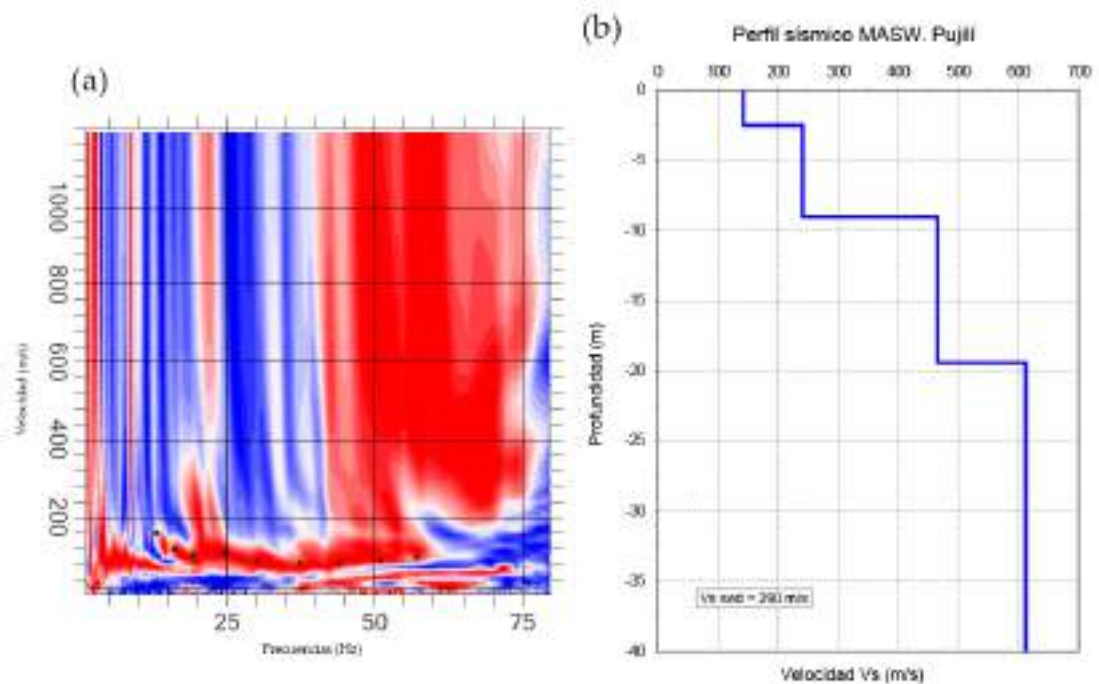 (a)
1000
800
600
400
200
Velocidad (m/s)
25 50 75
Frecuencias (Hz)
(b)
Perfil sísmico MASW. Pujilí
0 100 200 300 400 500 600 700
0
-5
-10
-15
-20
-25
-30
-35
-40
Profundidad (m)
Velocidad Vs (m/s)